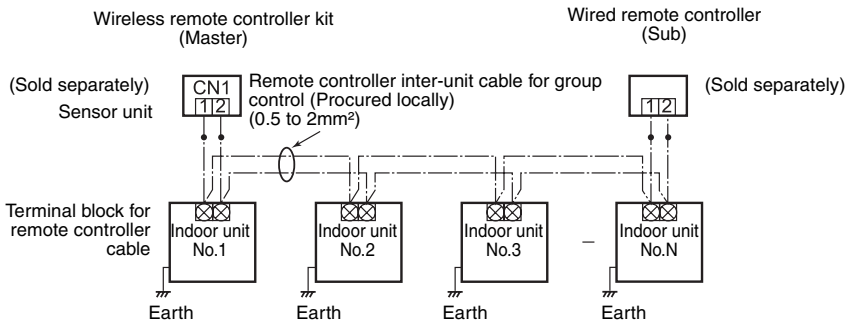 Wireless remote controller kit
(Master)
Wired remote controller
(Sub)
(Sold separately)
Sensor unit
CN1
1 2
Remote controller inter-unit cable for group
control (Procured locally)
(0.5 to 2mm²)
1 2
(Sold separately)
Terminal block for
remote controller
cable
Indoor unit
No.1
Indoor unit
No.2
Indoor unit
No.3
–
Indoor unit
No.N
Earth
Earth
Earth
Earth